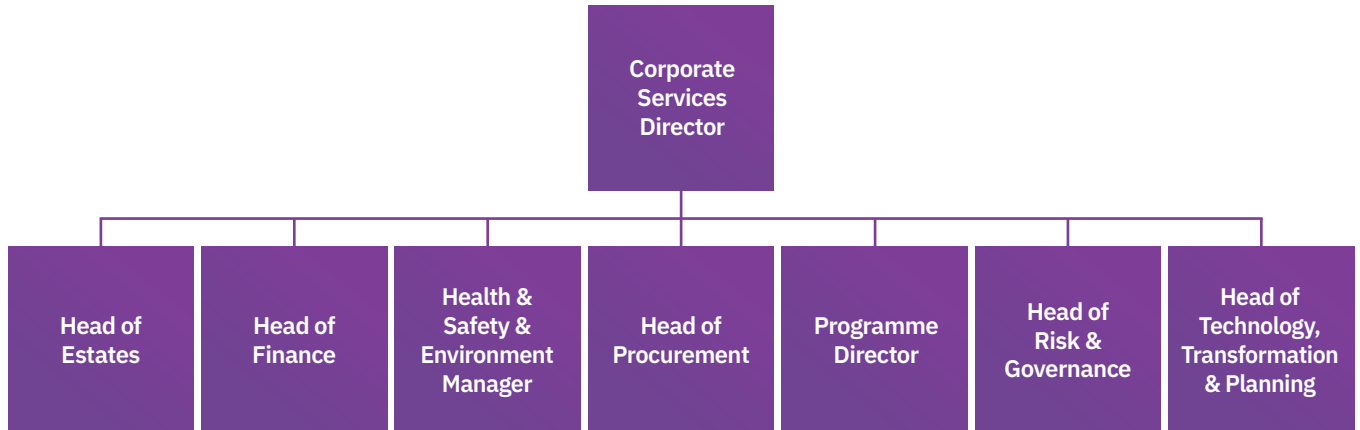 Corporate
Services
Director
Head of
Estates
Head of
Finance
Health &
Safety &
Environment
Manager
Head of
Procurement
Programme
Director
Head of
Risk &
Governance
Head of
Technology,
Transformation
& Planning